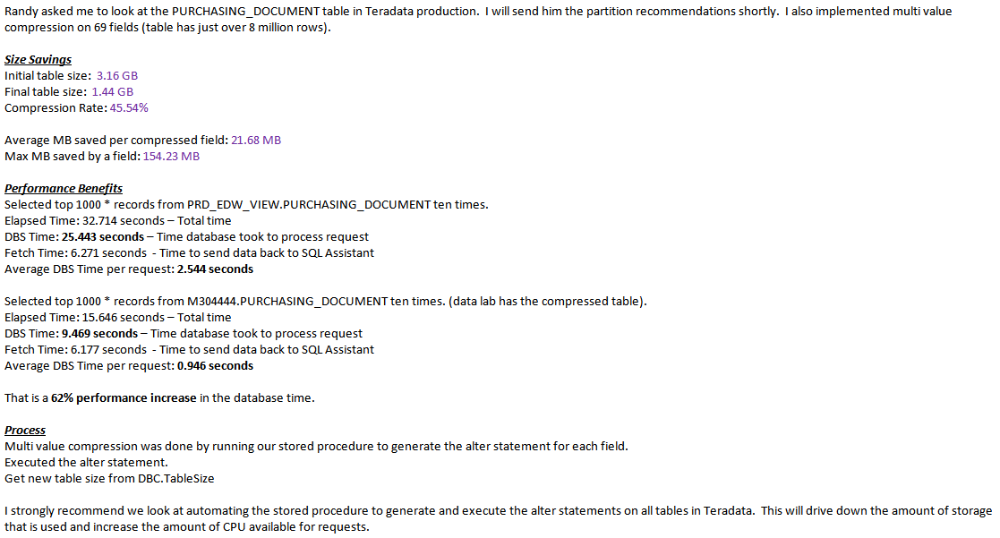 Randy asked me to look at the PURCHASING_DOCUMENT table in Teradata production.  I will send him the partition recommendations shortly.  I also implemented multi value
compression on 69 fields (table has just over 8 million rows).
Size Savings
Initial table size:  3.16 GB
Final table size:  1.44 GB
Compression Rate: 45.54%
Average MB saved per compressed field: 21.68 MB
Max MB saved by a field: 154.23 MB
Performance Benefits
Selected top 1000 * records from PRD_EDW_VIEW.PURCHASING_DOCUMENT ten times.
Elapsed Time: 32.714 seconds – Total time
DBS Time: 25.443 seconds – Time database took to process request
Fetch Time: 6.271 seconds  - Time to send data back to SQL Assistant
Average DBS Time per request: 2.544 seconds
Selected top 1000 * records from M304444.PURCHASING_DOCUMENT ten times. (data lab has the compressed table).
Elapsed Time: 15.646 seconds – Total time
DBS Time: 9.469 seconds – Time database took to process request
Fetch Time: 6.177 seconds  - Time to send data back to SQL Assistant
Average DBS Time per request: 0.946 seconds
That is a 62% performance increase in the database time.
Process
Multi value compression was done by running our stored procedure to generate the alter statement for each field.
Executed the alter statement.
Get new table size from DBC.TableSize
I strongly recommend we look at automating the stored procedure to generate and execute the alter statements on all tables in Teradata.  This will drive down the amount of storage
that is used and increase the amount of CPU available for requests.